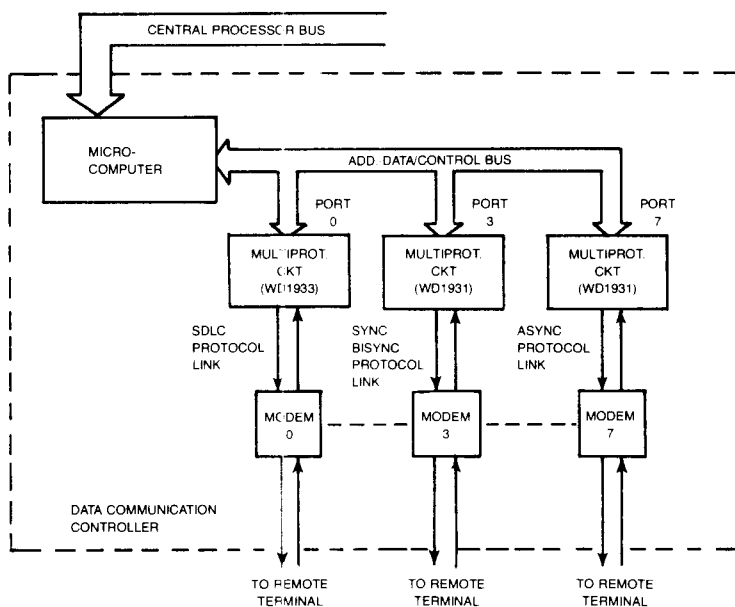 CENTRAL PROCESSOR BUS
MICRO-
COMPUTER
ADD. DATA/CONTROL BUS
PORT
0
PORT
3
PORT
7
MULTIPROT.
CKT
(WD1933)
MULTIPROT.
CKT
(WD1931)
MULTIPROT.
CKT
(WD1931)
SDLC
PROTOCOL
LINK
SYNC
BISYNC
PROTOCOL
LINK
ASYNC
PROTOCOL
LINK
MODEM
0
MODEM
3
MODEM
7
DATA COMMUNICATION
CONTROLLER
TO REMOTE
TERMINAL
TO REMOTE
TERMINAL
TO REMOTE
TERMINAL